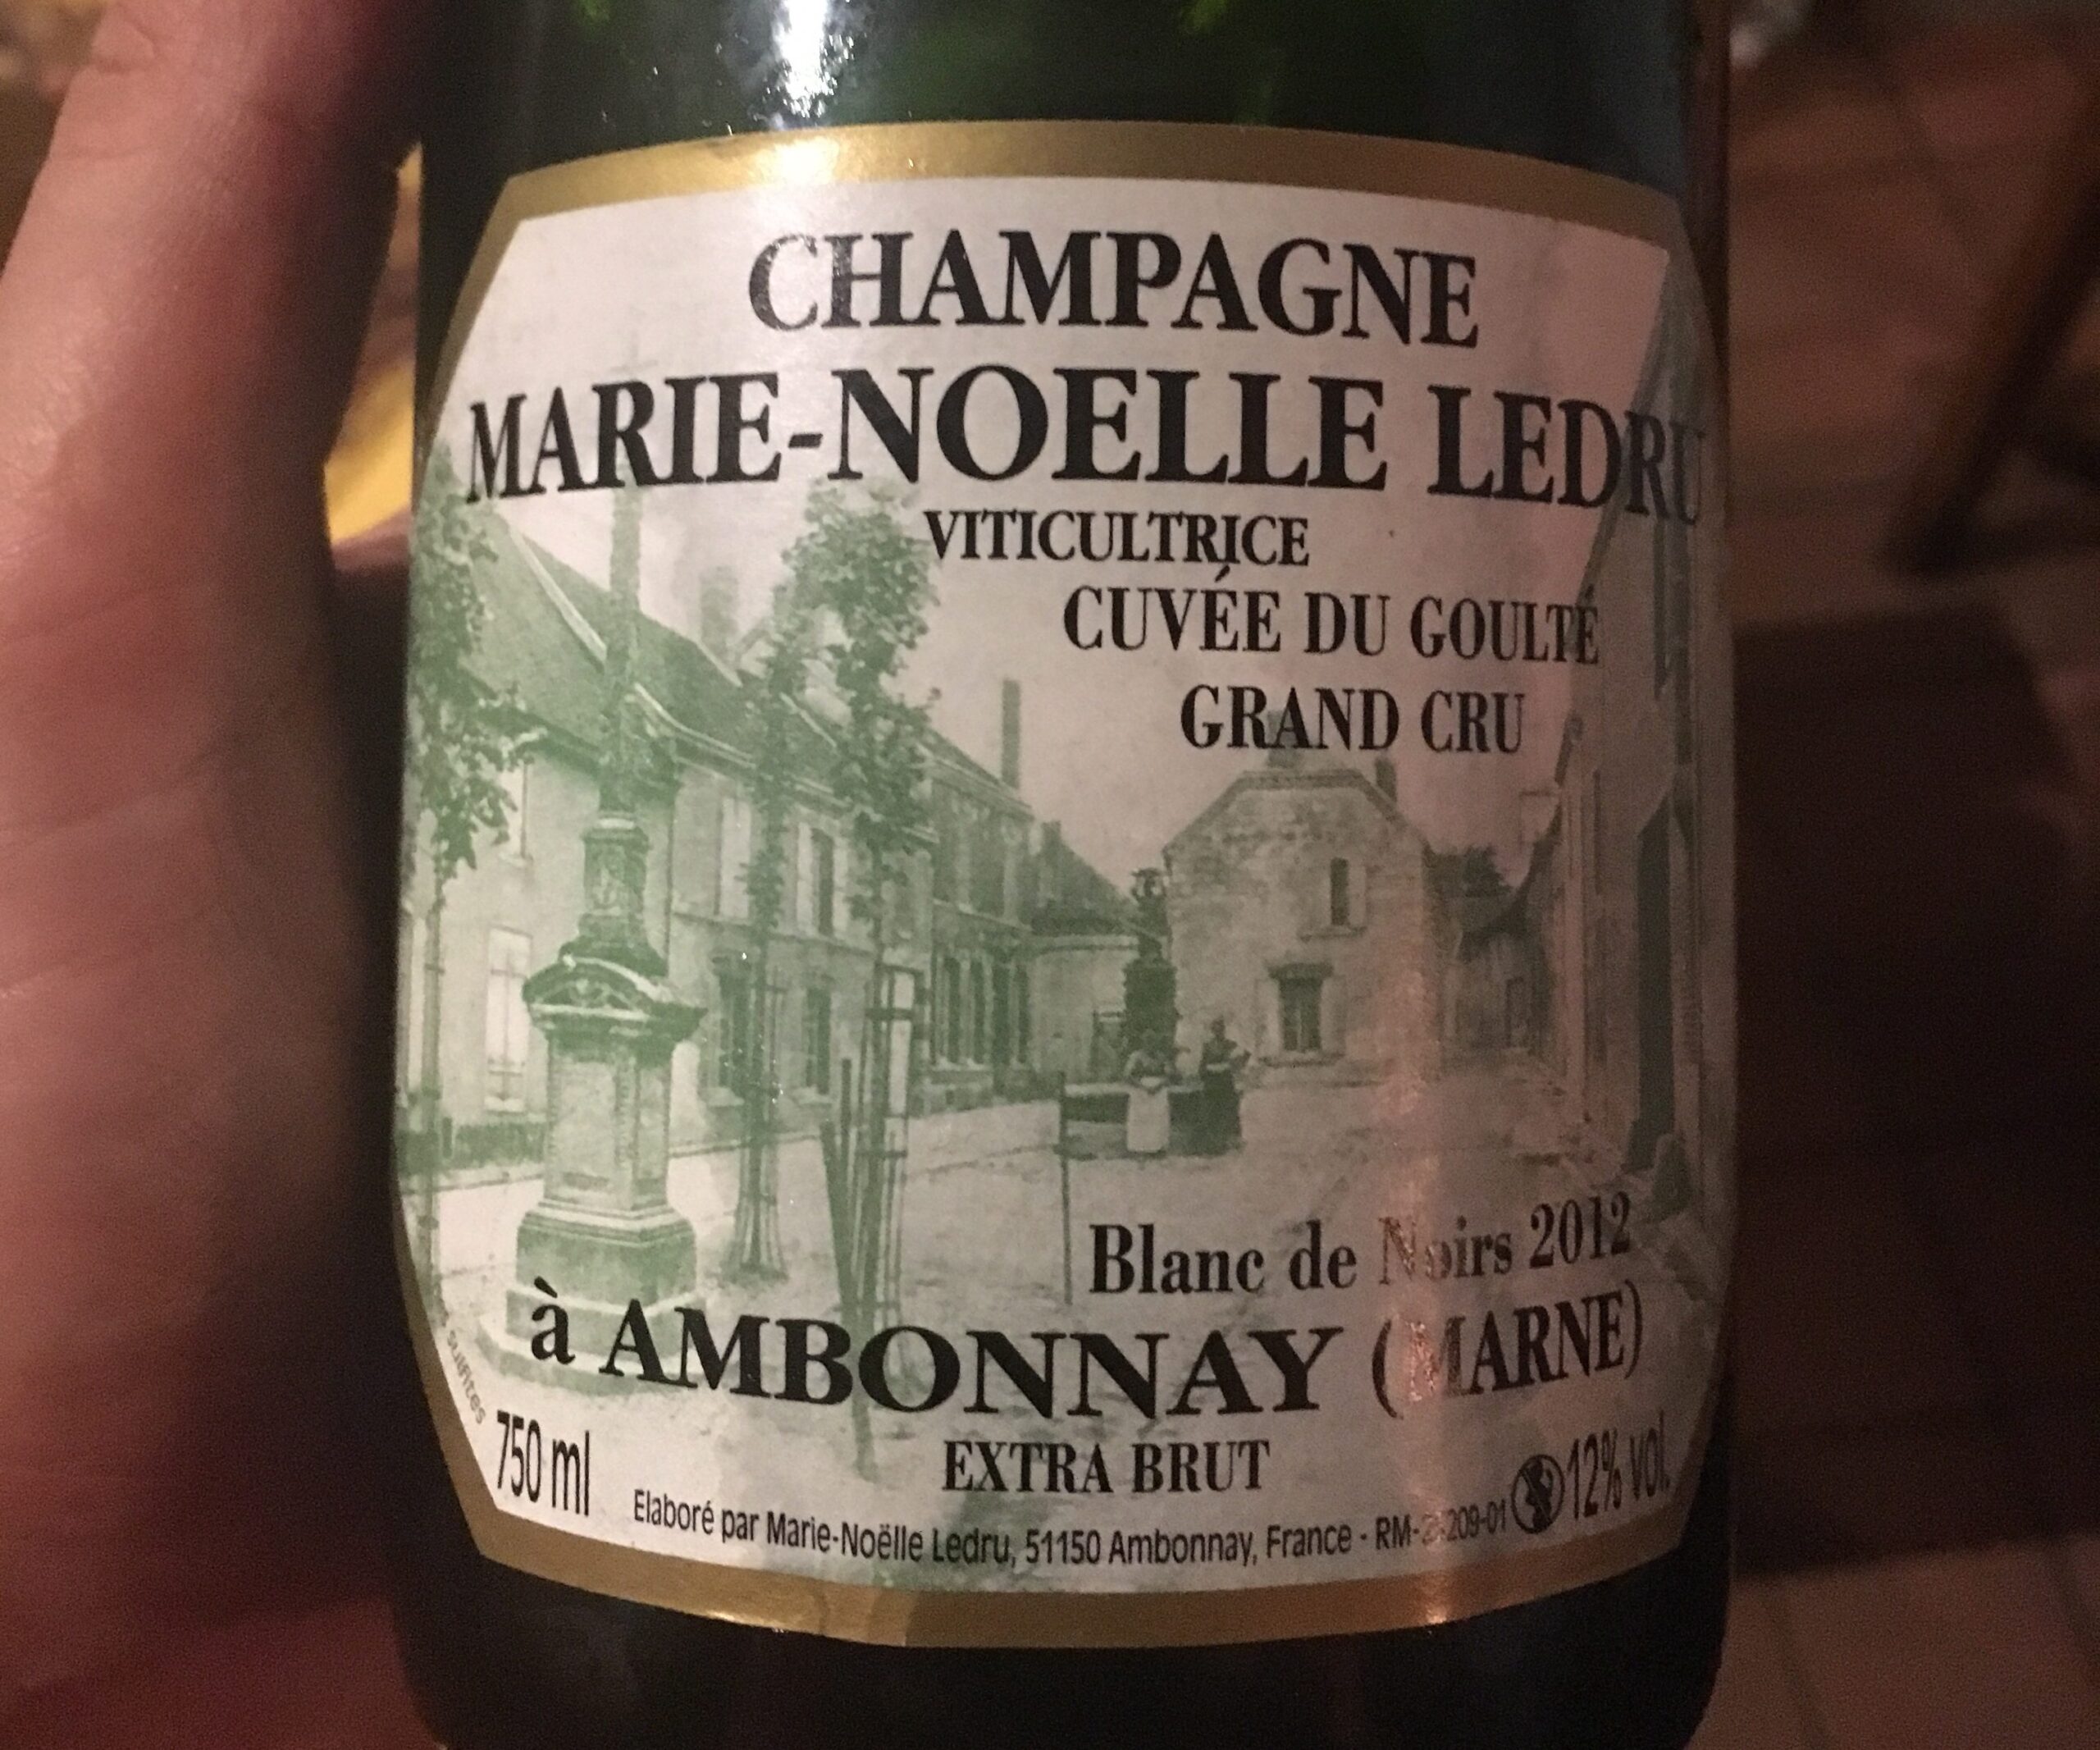 CHAMPAGNE
MARIE-NOELLE LEDRU
VITICULTRICE
CUVÉE DU GOULTÉ
GRAND CRU
Blanc de Noirs 2012
à AMBONNAY (MARNE)
EXTRA BRUT
sulfites
750 ml
Elaboré par Marie-Noëlle Ledru, 51150 Ambonnay, France -
12% vol.